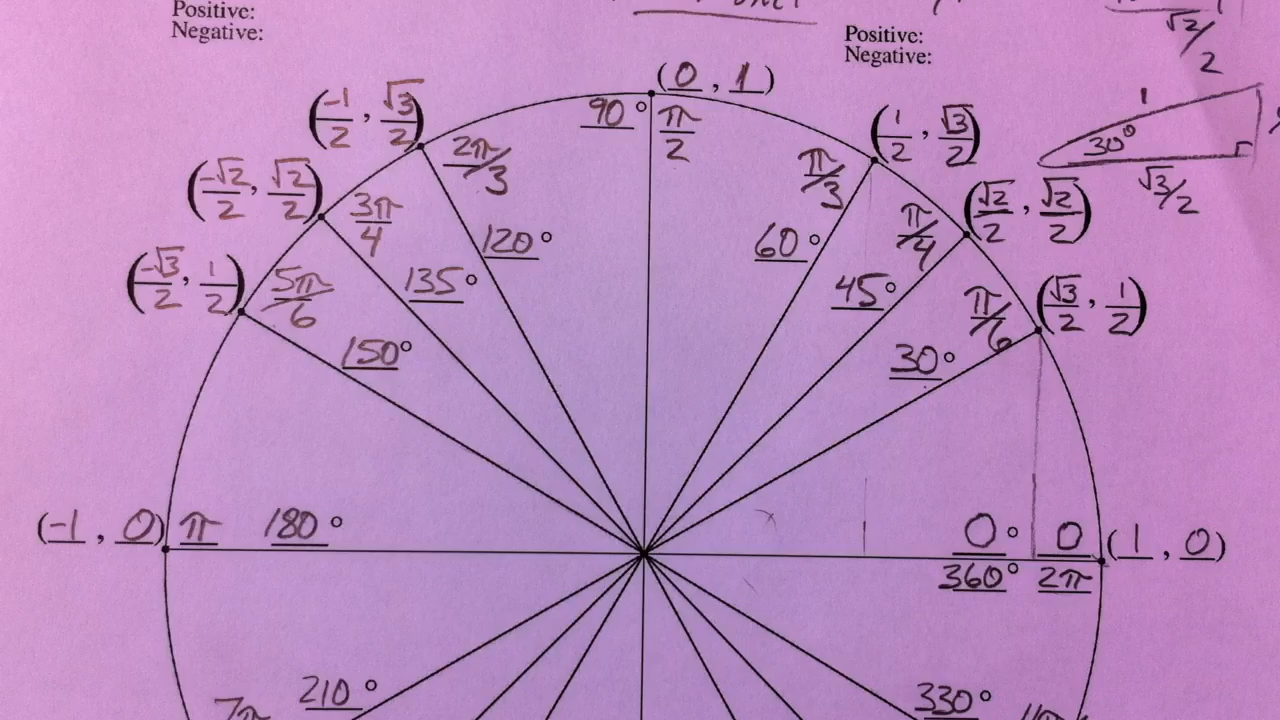 Positive:
Negative:
Positive:
Negative:
√2/2
1
30°
√3/2
(0, 1)
90° π/2
(-1/2, √3/2)
2π/3
120°
(-√2/2, √2/2)
3π/4
135°
(-√3/2, 1/2)
5π/6
150°
(1/2, √3/2)
π/3
60°
(√2/2, √2/2)
π/4
45°
(√3/2, 1/2)
π/6
30°
(-1, 0) π 180°
0° 0 (1, 0)
360° 2π
210°
330°